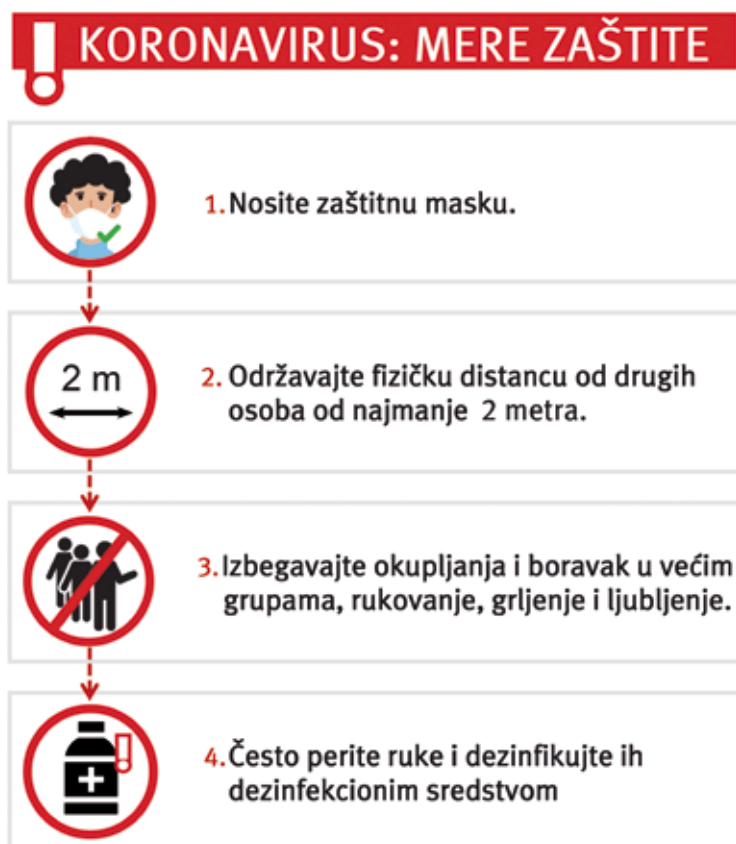 KORONAVIRUS: MERE ZAŠTITE
1. Nosite zaštitnu masku.
2 m
2. Održavajte fizičku distancu od drugih
osoba od najmanje 2 metra.
3. Izbegavajte okupljanja i boravak u većim
grupama, rukovanje, grljenje i ljubljenje.
4. Često perite ruke i dezinfikujte ih
dezinfekcionim sredstvom